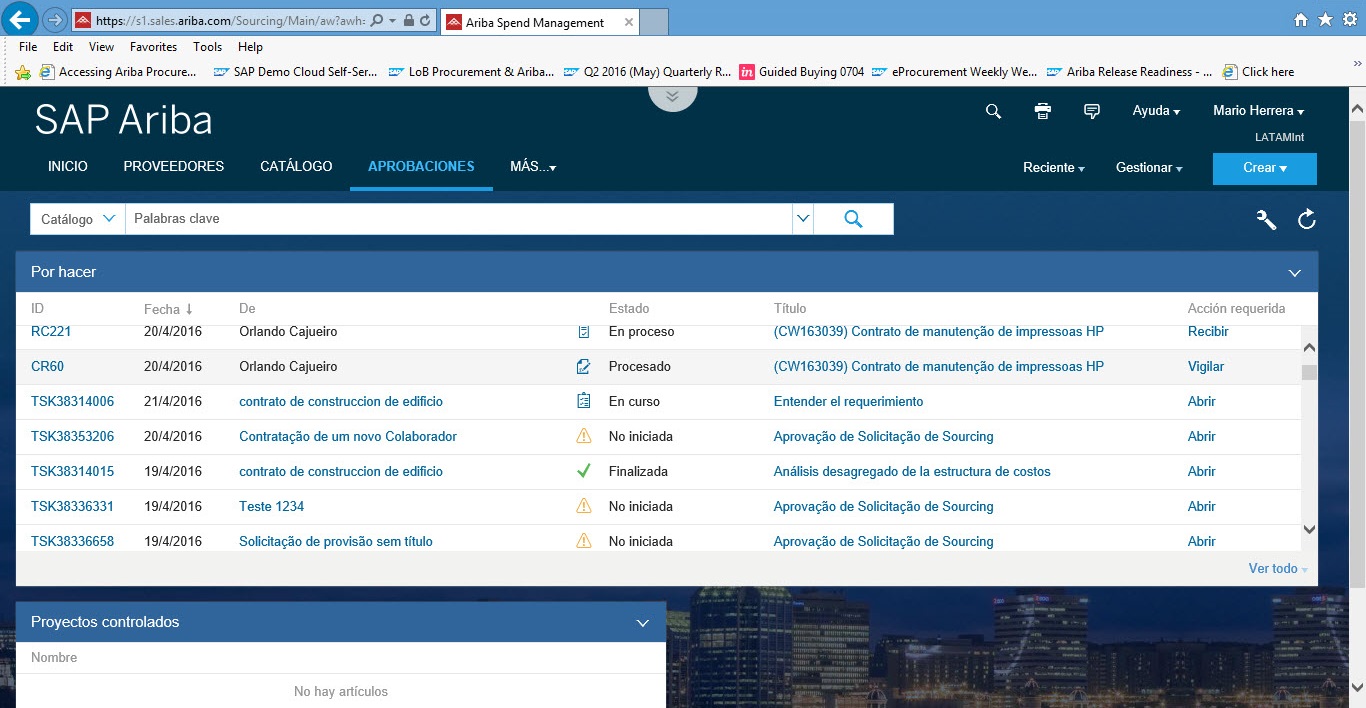 https://s1.sales.ariba.com/Sourcing/Main/aw?awh=
Ariba Spend Management
File Edit View Favorites Tools Help
Accessing Ariba Procure... SAP Demo Cloud Self-Ser... LoB Procurement & Ariba... Q2 2016 (May) Quarterly R... in Guided Buying 0704 eProcurement Weekly We... Ariba Release Readiness - ... Click here
SAP Ariba
Ayuda Mario Herrera
LATAMInt
INICIO PROVEEDORES CATÁLOGO APROBACIONES MÁS... Reciente Gestionar Crear
Catálogo Palabras clave
Por hacer
ID Fecha ↓ De Estado Título Acción requerida
RC221 20/4/2016 Orlando Cajueiro En proceso (CW163039) Contrato de manutenção de impressoas HP Recibir
CR60 20/4/2016 Orlando Cajueiro Procesado (CW163039) Contrato de manutenção de impressoas HP Vigilar
TSK38314006 21/4/2016 contrato de construccion de edificio En curso Entender el requerimiento Abrir
TSK38353206 20/4/2016 Contratação de um novo Colaborador No iniciada Aprovação de Solicitação de Sourcing Abrir
TSK38314015 19/4/2016 contrato de construccion de edificio Finalizada Análisis desagregado de la estructura de costos Abrir
TSK38336331 19/4/2016 Teste 1234 No iniciada Aprovação de Solicitação de Sourcing Abrir
TSK38336658 19/4/2016 Solicitação de provisão sem título No iniciada Aprovação de Solicitação de Sourcing Abrir
Ver todo
Proyectos controlados
Nombre
No hay artículos